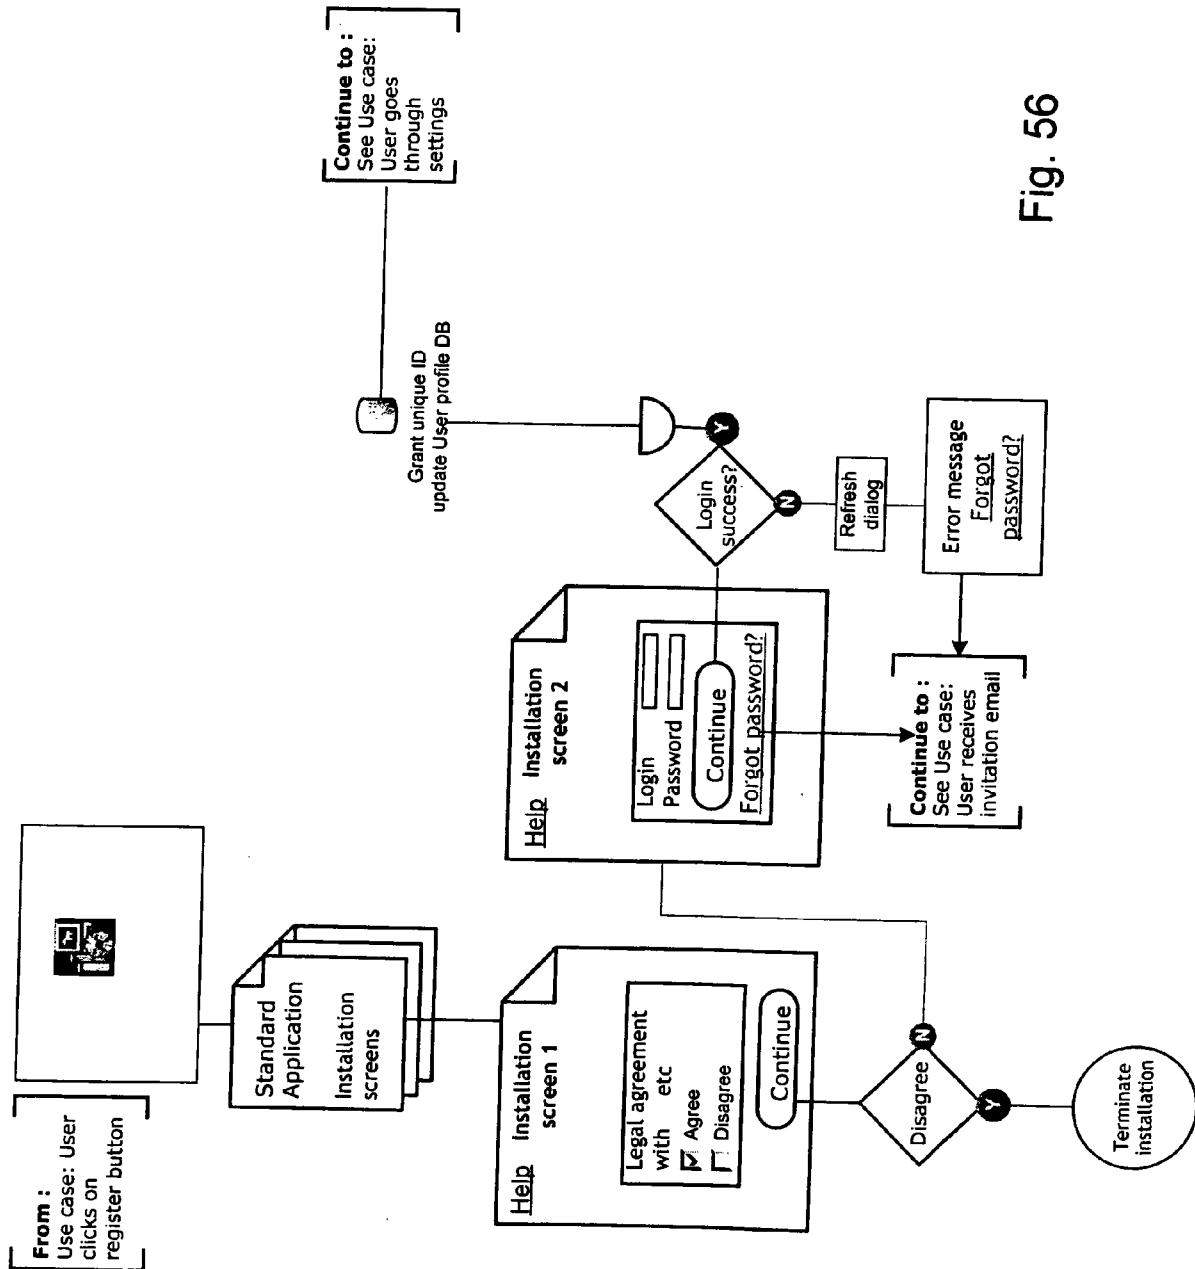 From :
Use case: User
clicks on
register button
Standard
Application
Installation
screens
Help Installation
screen 1
Legal agreement
with etc
Agree
Disagree
Continue
Disagree
N
Y
Terminate
installation
Help Installation
screen 2
Login
Password
Continue
Forgot password?
Login
success?
Y
N
Refresh
dialog
Error message
Forgot
password?
Continue to :
See Use case:
User receives
invitation email
Grant unique ID
update User profile DB
Continue to :
See Use case:
User goes
through
settings
Fig. 56